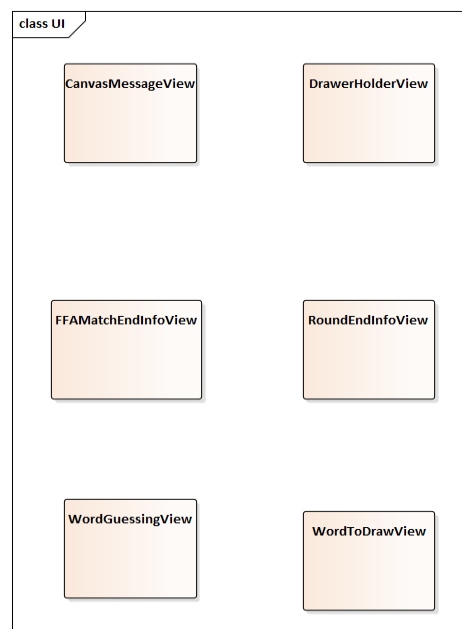 class UI
CanvasMessageView
DrawerHolderView
FFAMatchEndInfoView
RoundEndInfoView
WordGuessingView
WordToDrawView